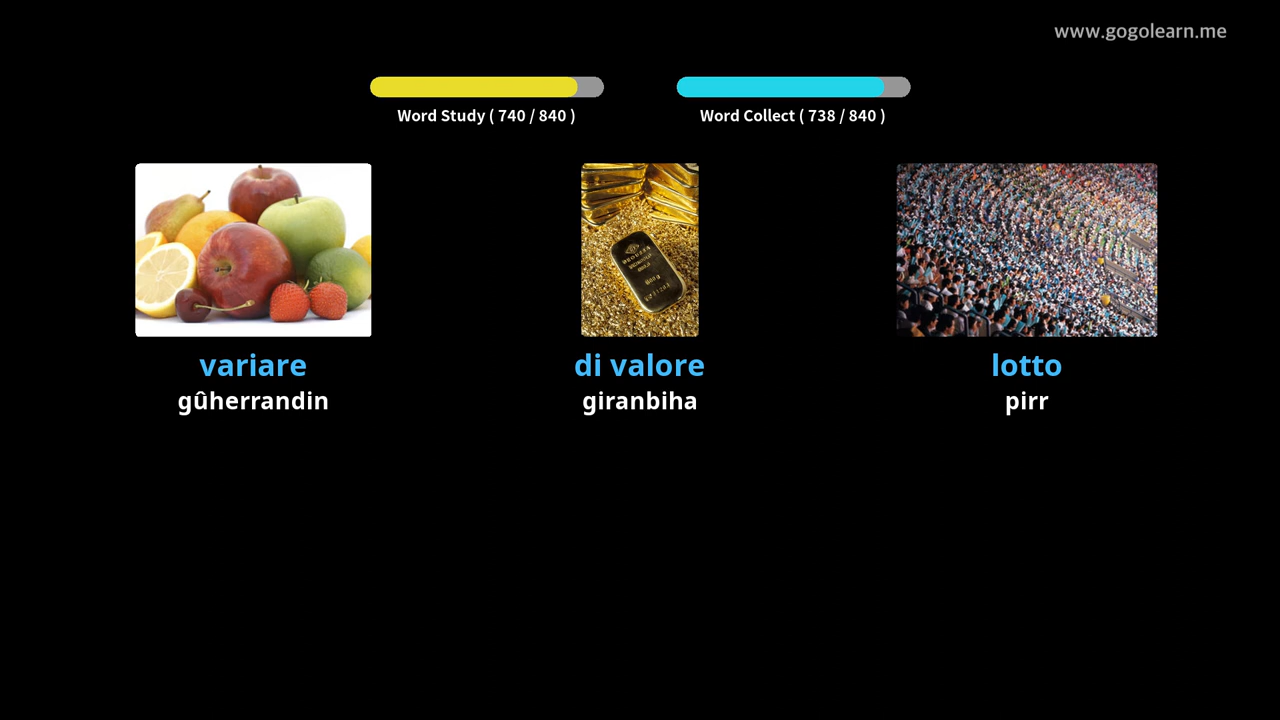 www.gogolearn.me
Word Study ( 740 / 840 )
Word Collect ( 738 / 840 )
variare
gûherrandin
di valore
giranbiha
lotto
pirr